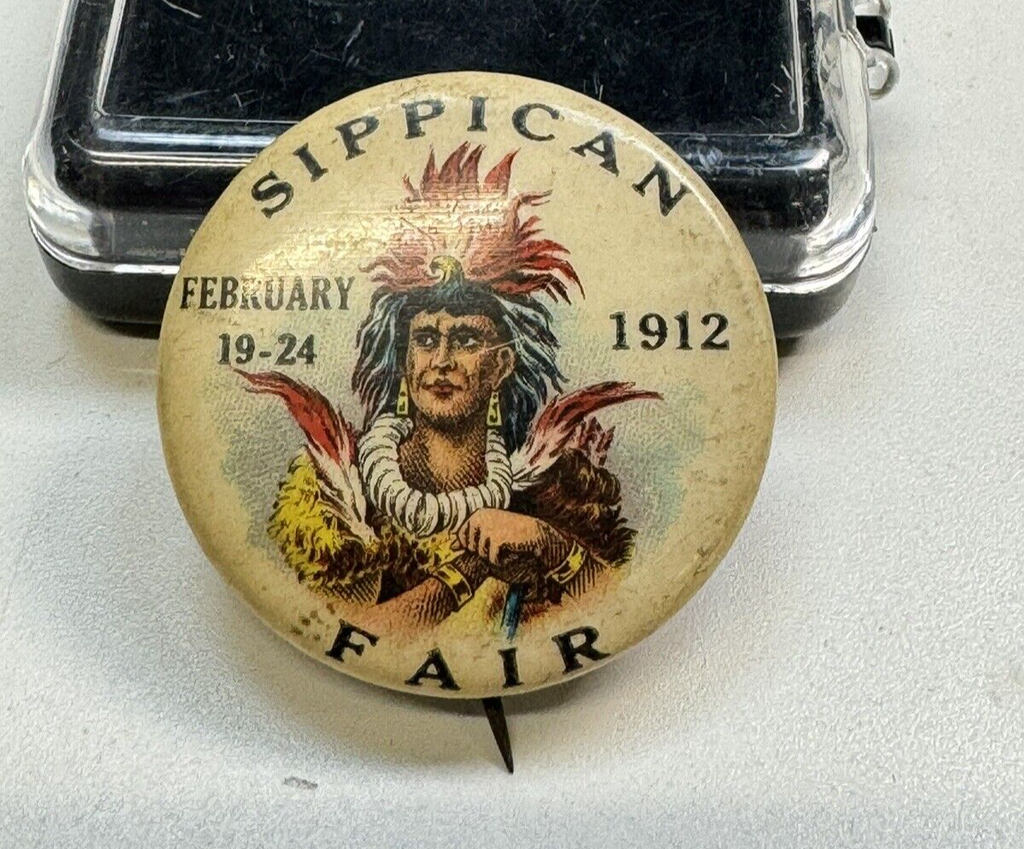 SIPPICAN
FEBRUARY
19-24
1912
FAIR